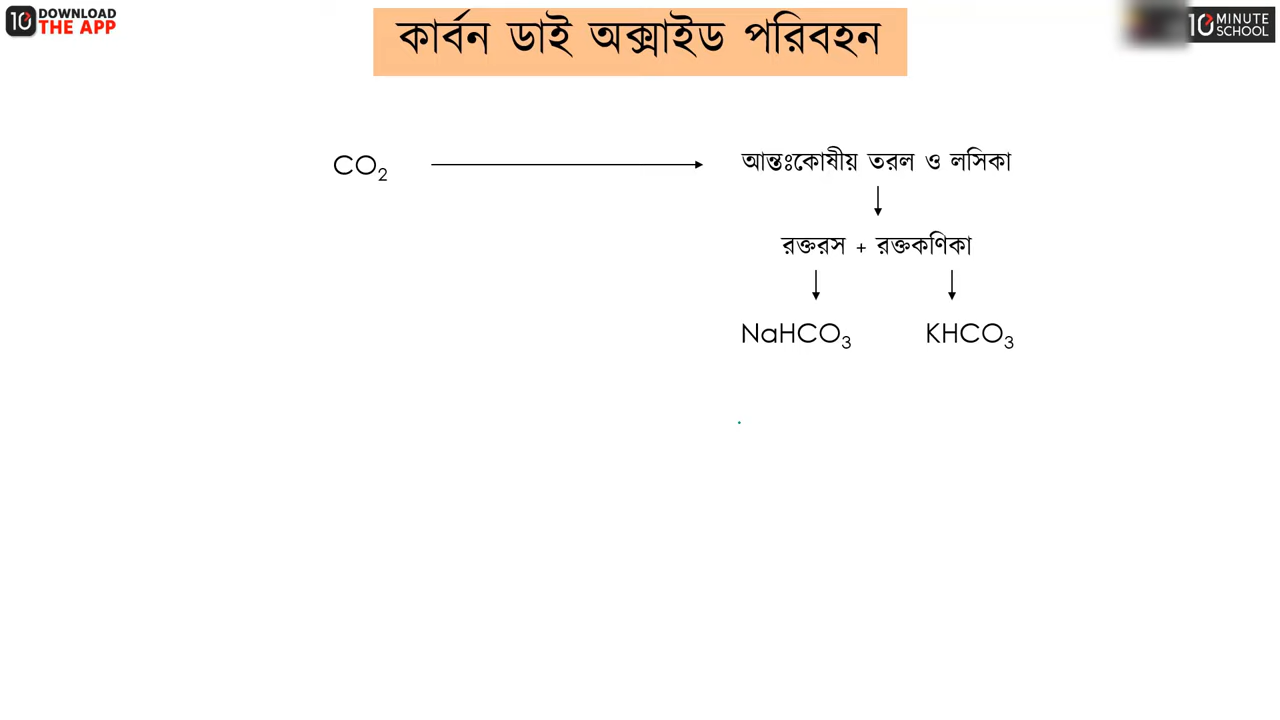 10 DOWNLOAD
THE APP
কার্বন ডাই অক্সাইড পরিবহন
10 MINUTE
SCHOOL
CO₂ → আন্তঃকোষীয় তরল ও লসিকা
↓
রক্তরস + রক্তকণিকা
↓ ↓
NaHCO₃ KHCO₃